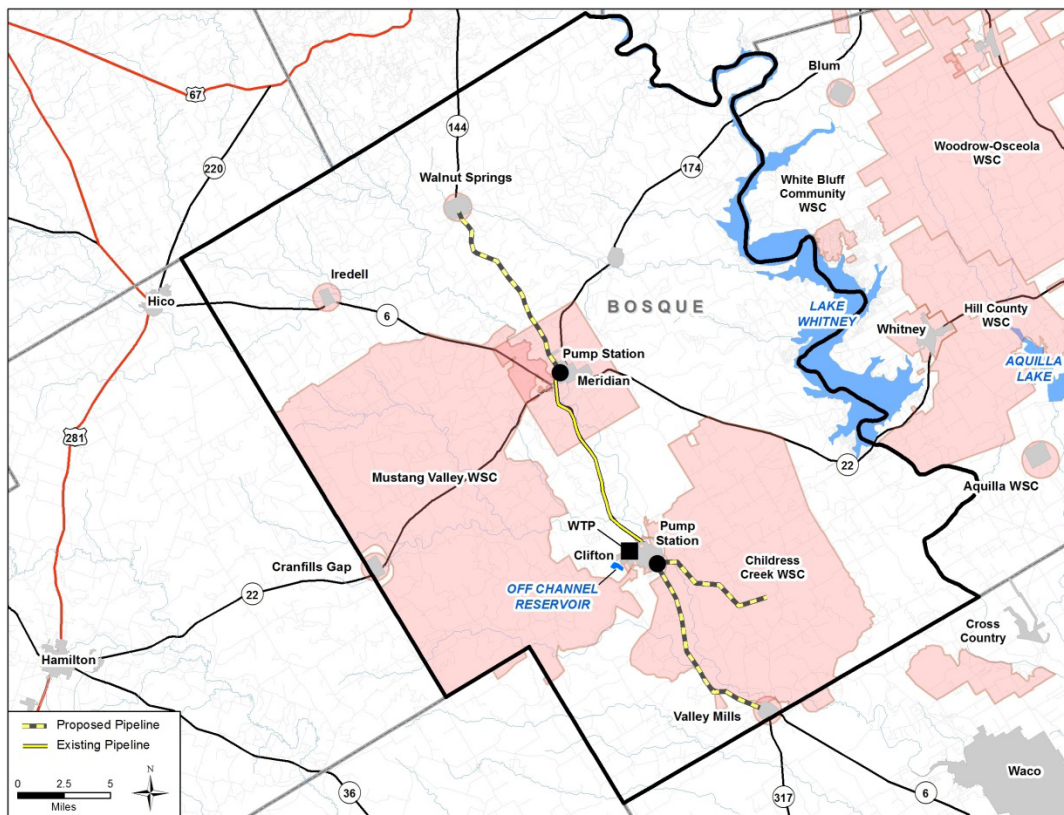 67
Blum
144
220
174
Woodrow-Osceola
WSC
Walnut Springs
White Bluff
Community
WSC
Iredell
Hico
6
BOSQUE
LAKE
WHITNEY
Whitney
Hill County
WSC
Pump Station
Meridian
AQUILLA
LAKE
281
Mustang Valley WSC
22
Aquilla WSC
WTP
Pump
Station
Clifton
Childress
Creek WSC
Cranfills Gap
OFF CHANNEL
RESERVOIR
22
Cross
Country
Hamilton
Valley Mills
Proposed Pipeline
Existing Pipeline
N
0 2.5 5
Miles
Waco
36
317
6